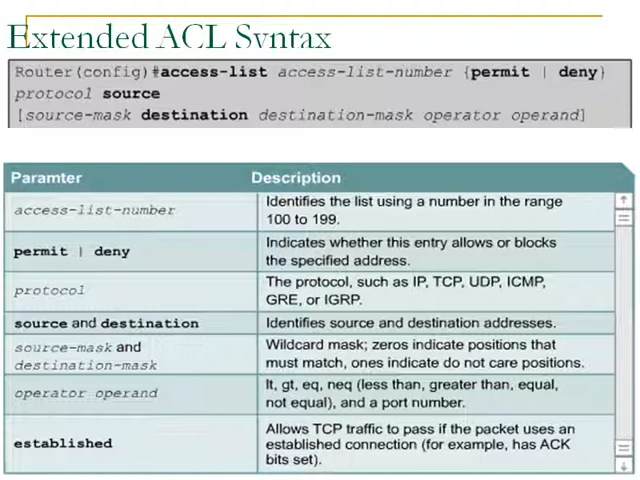 Extended ACL Syntax
Router(config)#access-list access-list-number {permit | deny}
protocol source
[source-mask destination destination-mask operator operand]
Paramter Description
access-list-number
Identifies the list using a number in the range
100 to 199.
permit | deny
Indicates whether this entry allows or blocks
the specified address.
protocol
The protocol, such as IP, TCP, UDP, ICMP,
GRE, or IGRP.
source and destination
Identifies source and destination addresses.
source-mask and
destination-mask
Wildcard mask; zeros indicate positions that
must match, ones indicate do not care positions.
operator operand
lt, gt, eq, neq (less than, greater than, equal,
not equal), and a port number.
established
Allows TCP traffic to pass if the packet uses an
established connection (for example, has ACK
bits set).